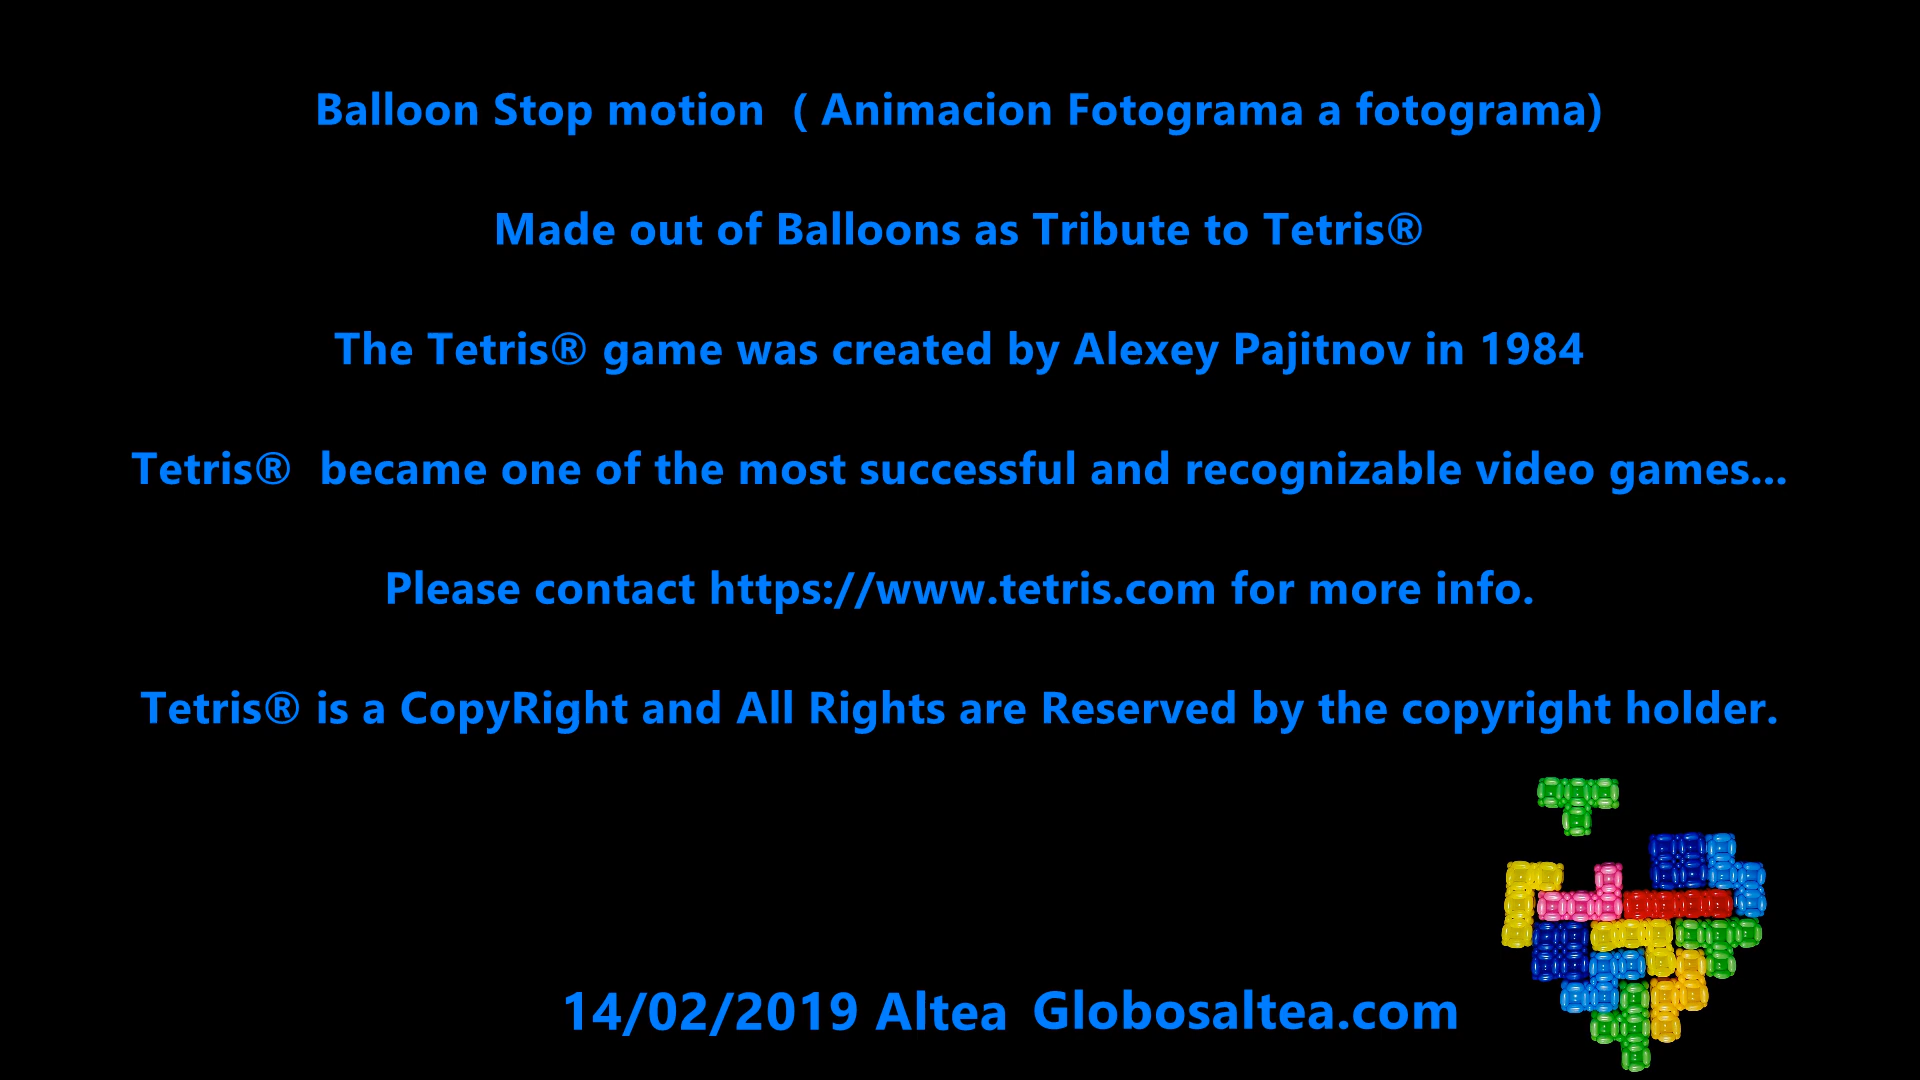 Balloon Stop motion  ( Animacion Fotograma a fotograma)
Made out of Balloons as Tribute to Tetris®
The Tetris® game was created by Alexey Pajitnov in 1984
Tetris®  became one of the most successful and recognizable video games...
Please contact https://www.tetris.com for more info.
Tetris® is a CopyRight and All Rights are Reserved by the copyright holder.
14/02/2019 Altea Globosaltea.com